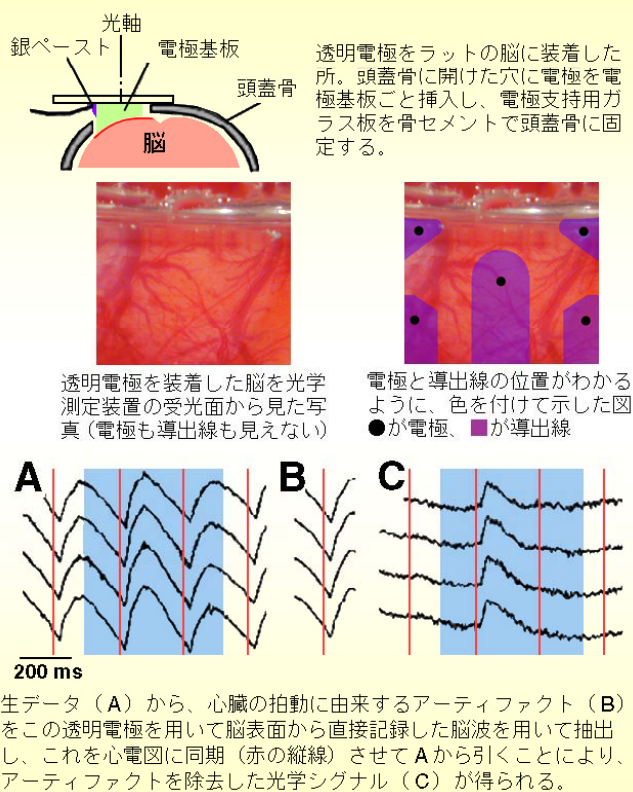 光軸
銀ペースト
電極基板
頭蓋骨
脳
透明電極をラットの脳に装着した
所。頭蓋骨に開けた穴に電極を電
極基板ごと挿入し、電極支持用ガ
ラス板を骨セメントで頭蓋骨に固
定する。
透明電極を装着した脳を光学
測定装置の受光面から見た写
真（電極も導出線も見えない）
電極と導出線の位置がわかる
ように、色を付けて示した図
●が電極、■が導出線
A
B
C
200 ms
生データ（A）から、心臓の拍動に由来するアーティファクト（B）
をこの透明電極を用いて脳表面から直接記録した脳波を用いて抽出
し、これを心電図に同期（赤の縦線）させてAから引くことにより、
アーティファクトを除去した光学シグナル（C）が得られる。